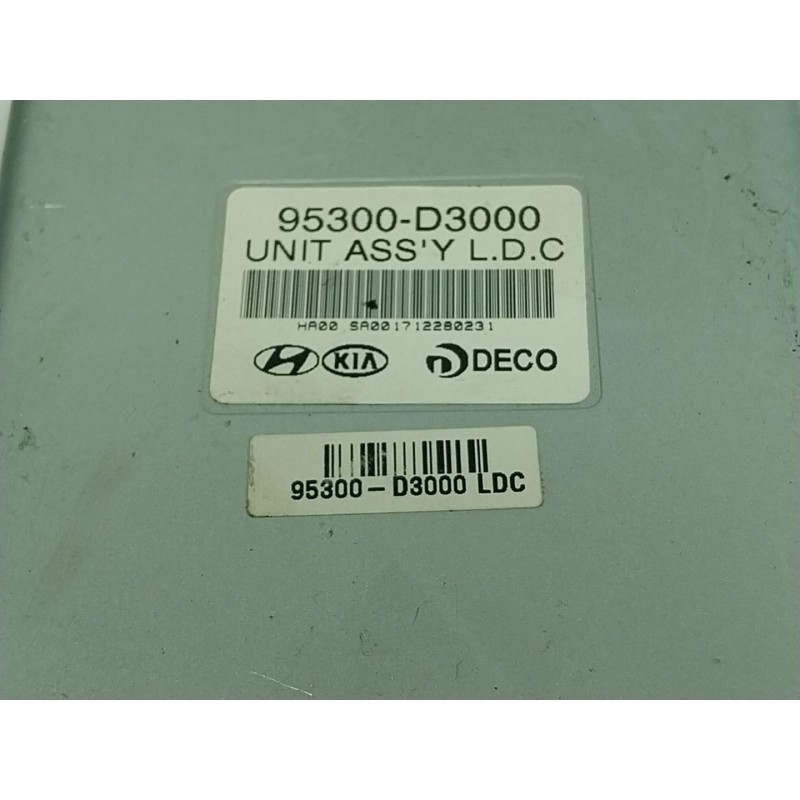 95300-D3000
UNIT ASS'Y L.D.C
HA00 SA001712280231
KIA DECO
95300-D3000 LDC